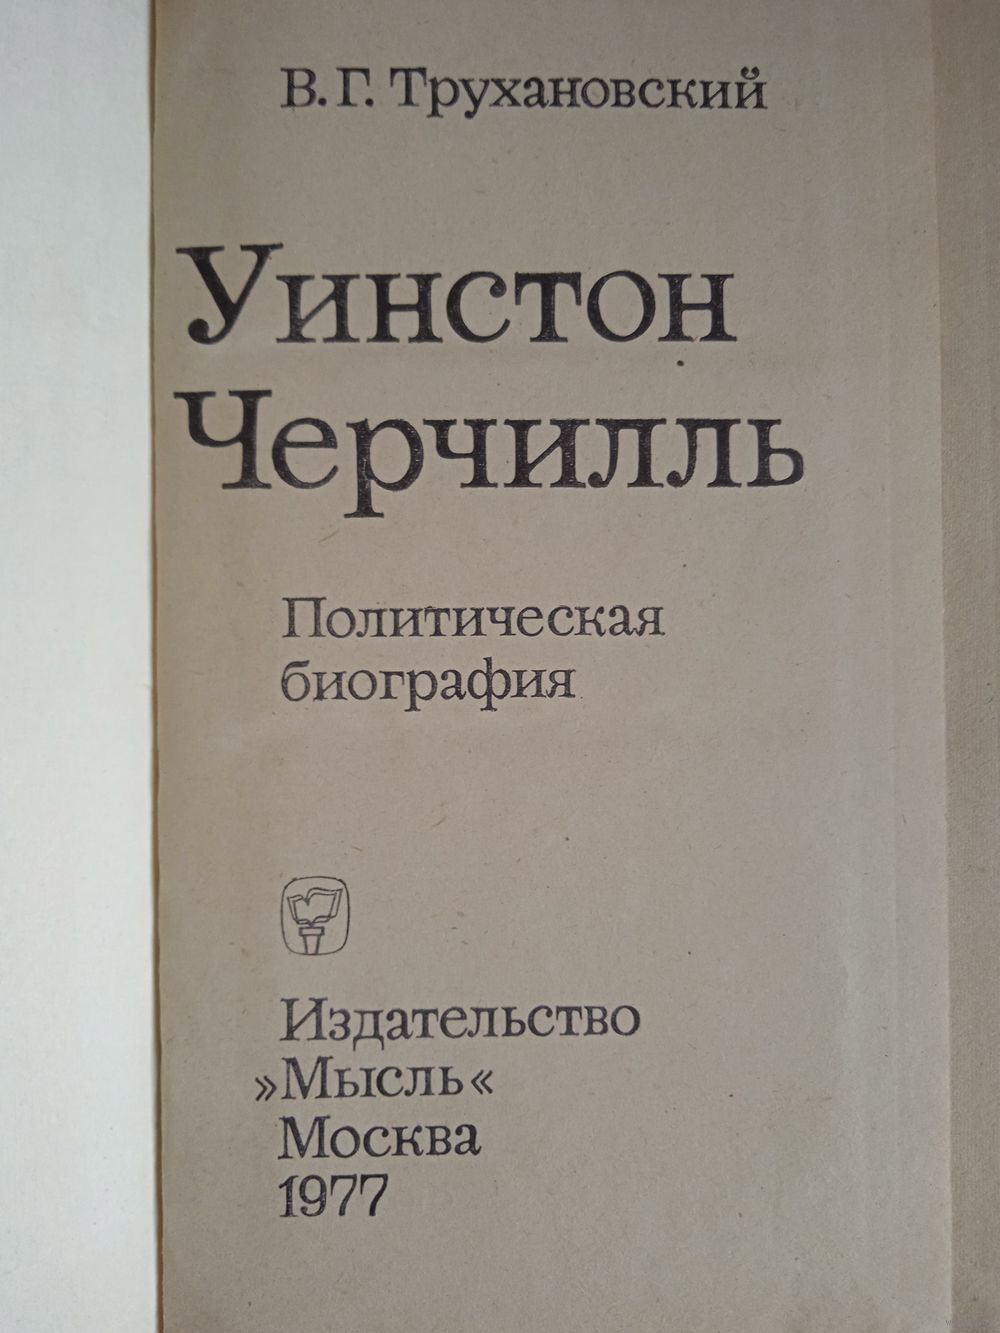 В. Г. Трухановский
Уинстон
Черчилль
Политическая
биография
Издательство
»Мысль«
Москва
1977